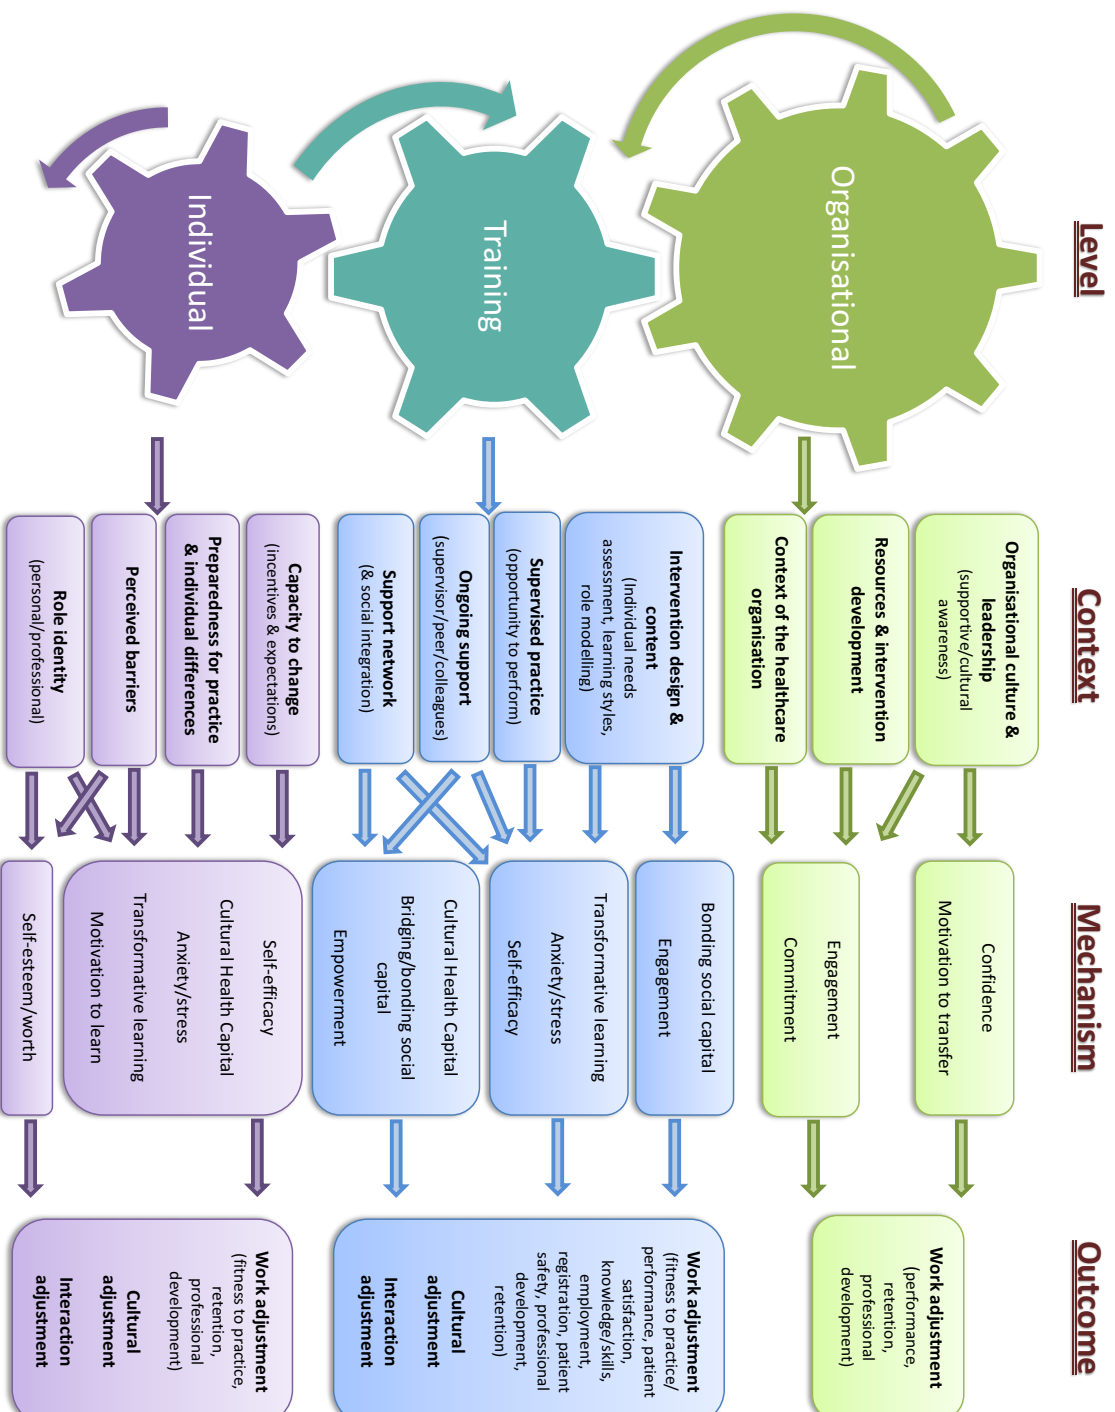 Level
Context
Mechanism
Outcome
Organisational
Organisational culture &
leadership
(supportive/cultural
awareness)
Resources & intervention
development
Context of the healthcare
organisation
Confidence
Motivation to transfer
Engagement
Commitment
Work adjustment
(performance,
retention,
professional
development)
Training
Intervention design &
content
(Individual needs
assessment, learning styles,
role modelling)
Supervised practice
(opportunity to perform)
Ongoing support
(supervisor/peer/colleagues)
Support network
(& social integration)
Bonding social capital
Engagement
Transformative learning
Anxiety/stress
Self-efficacy
Cultural Health Capital
Bridging/bonding social
capital
Empowerment
Work adjustment
(fitness to practice/
performance, patient
satisfaction,
knowledge/skills,
employment,
registration, patient
safety, professional
development,
retention)
Cultural
adjustment
Interaction
adjustment
Individual
Capacity to change
(incentives & expectations)
Preparedness for practice
& individual differences
Perceived barriers
Role identity
(personal/professional)
Self-efficacy
Cultural Health Capital
Anxiety/stress
Transformative learning
Motivation to learn
Self-esteem/worth
Work adjustment
(fitness to practice,
retention,
professional
development)
Cultural
adjustment
Interaction
adjustment